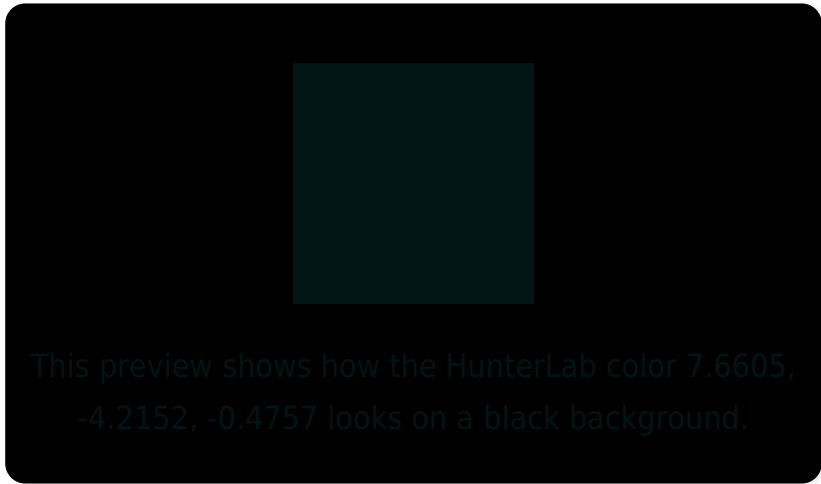 This preview shows how the HunterLab color 7.6605,
-4.2152, -0.4757 looks on a black background.